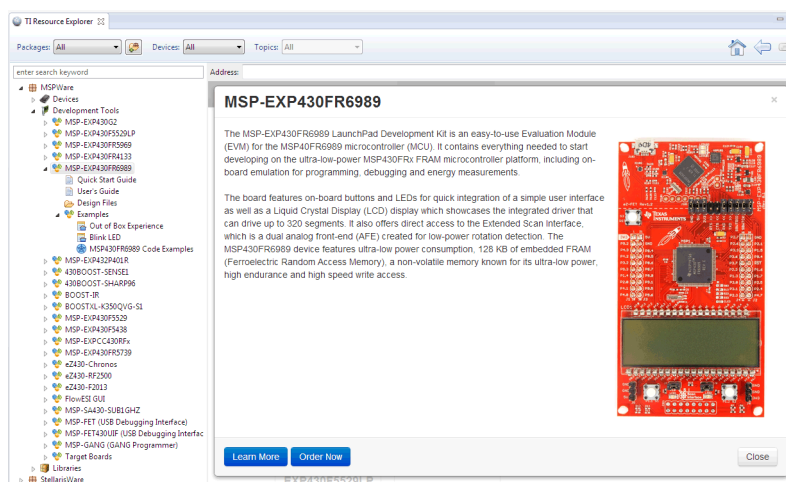 TI Resource Explorer
Packages: All Devices: All Topics: All
enter search keyword
Address:
MSPWare
Devices
Development Tools
MSP-EXP430G2
MSP-EXP430F5529LP
MSP-EXP430FR5969
MSP-EXP430FR4133
MSP-EXP430FR6989
Quick Start Guide
User's Guide
Design Files
Examples
Out of Box Experience
Blink LED
MSP430FR6989 Code Examples
MSP-EXP432P401R
430BOOST-SENSE1
430BOOST-SHARP96
BOOST-IR
BOOSTXL-K350QVG-S1
MSP-EXP430F5529
MSP-EXP430F5438
MSP-EXPCC430RFx
MSP-EXP430FR5739
eZ430-Chronos
eZ430-RF2500
eZ430-F2013
FlowESI GUI
MSP-SA430-SUB1GHZ
MSP-FET (USB Debugging Interface)
MSP-FET430UIF (USB Debugging Interfac
MSP-GANG (GANG Programmer)
Target Boards
Libraries
StellarisWare
MSP-EXP430FR6989
×
The MSP-EXP430FR6989 LaunchPad Development Kit is an easy-to-use Evaluation Module
(EVM) for the MSP40FR6989 microcontroller (MCU). It contains everything needed to start
developing on the ultra-low-power MSP430FRx FRAM microcontroller platform, including on-
board emulation for programming, debugging and energy measurements.
The board features on-board buttons and LEDs for quick integration of a simple user interface
as well as a Liquid Crystal Display (LCD) display which showcases the integrated driver that
can drive up to 320 segments. It also offers direct access to the Extended Scan Interface,
which is a dual analog front-end (AFE) created for low-power rotation detection. The
MSP430FR6989 device features ultra-low power consumption, 128 KB of embedded FRAM
(Ferroelectric Random Access Memory), a non-volatile memory known for its ultra-low power,
high endurance and high speed write access.
TEXAS
INSTRUMENTS
MSP-EXP430FR6989
Learn More
Order Now
Close
EXP430F5529LP